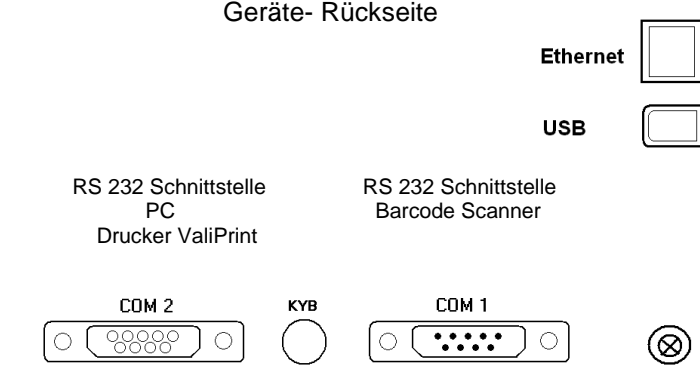 Geräte- Rückseite
Ethernet
USB
RS 232 Schnittstelle
PC
Drucker ValiPrint
RS 232 Schnittstelle
Barcode Scanner
COM 2
KYB
COM 1